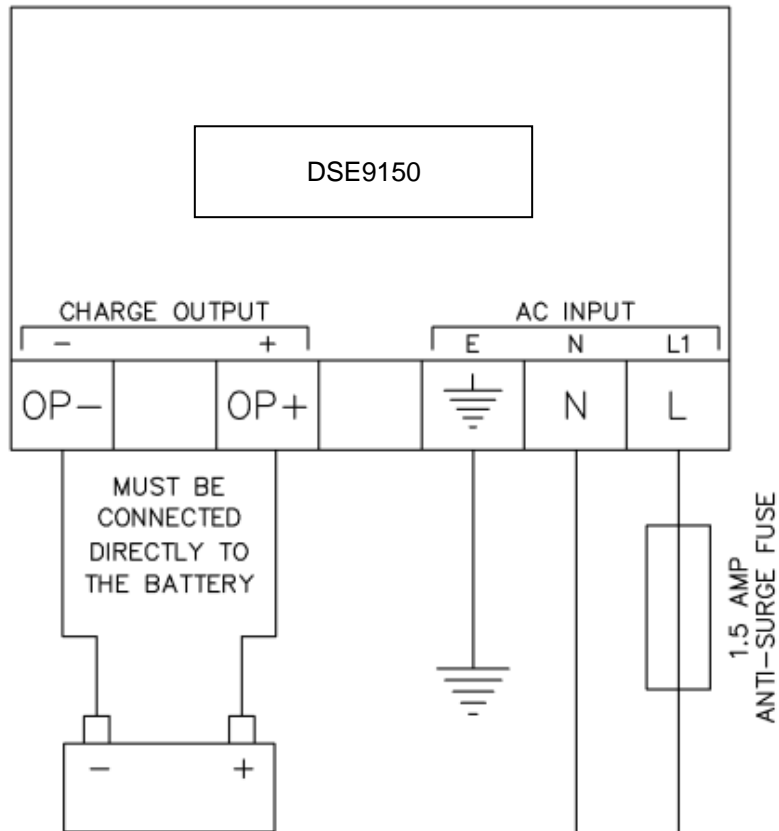 DSE9150
CHARGE OUTPUT
AC INPUT
- +
E N L1
OP-
OP+
N
L
MUST BE
CONNECTED
DIRECTLY TO
THE BATTERY
1.5 AMP
ANTI-SURGE FUSE
- +